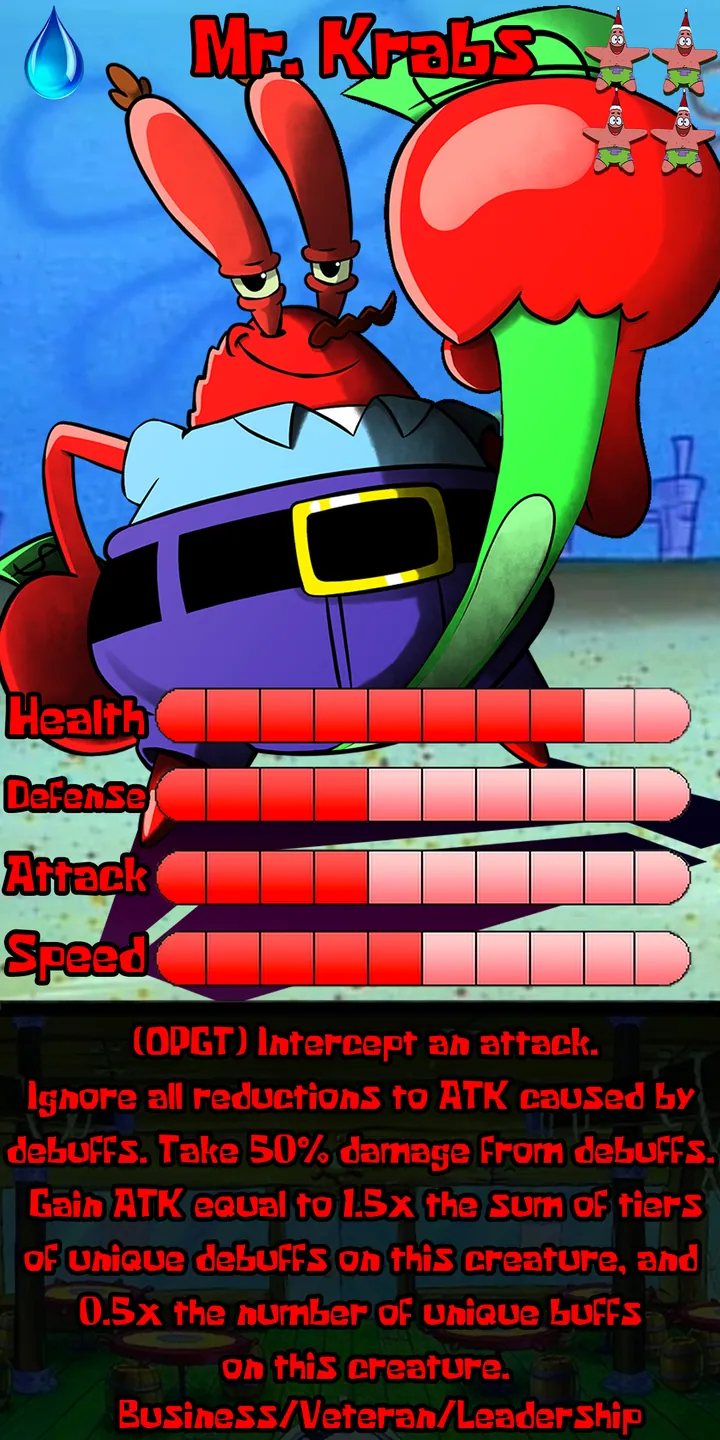 Mr. Krabs
Health
Defense
Attack
Speed
(OPGT) Intercept an attack.
Ignore all reductions to ATK caused by
debuffs. Take 50% damage from debuffs.
Gain ATK equal to 1.5x the sum of tiers
of unique debuffs on this creature, and
0.5x the number of unique buffs
on this creature.
Business/Veteran/Leadership